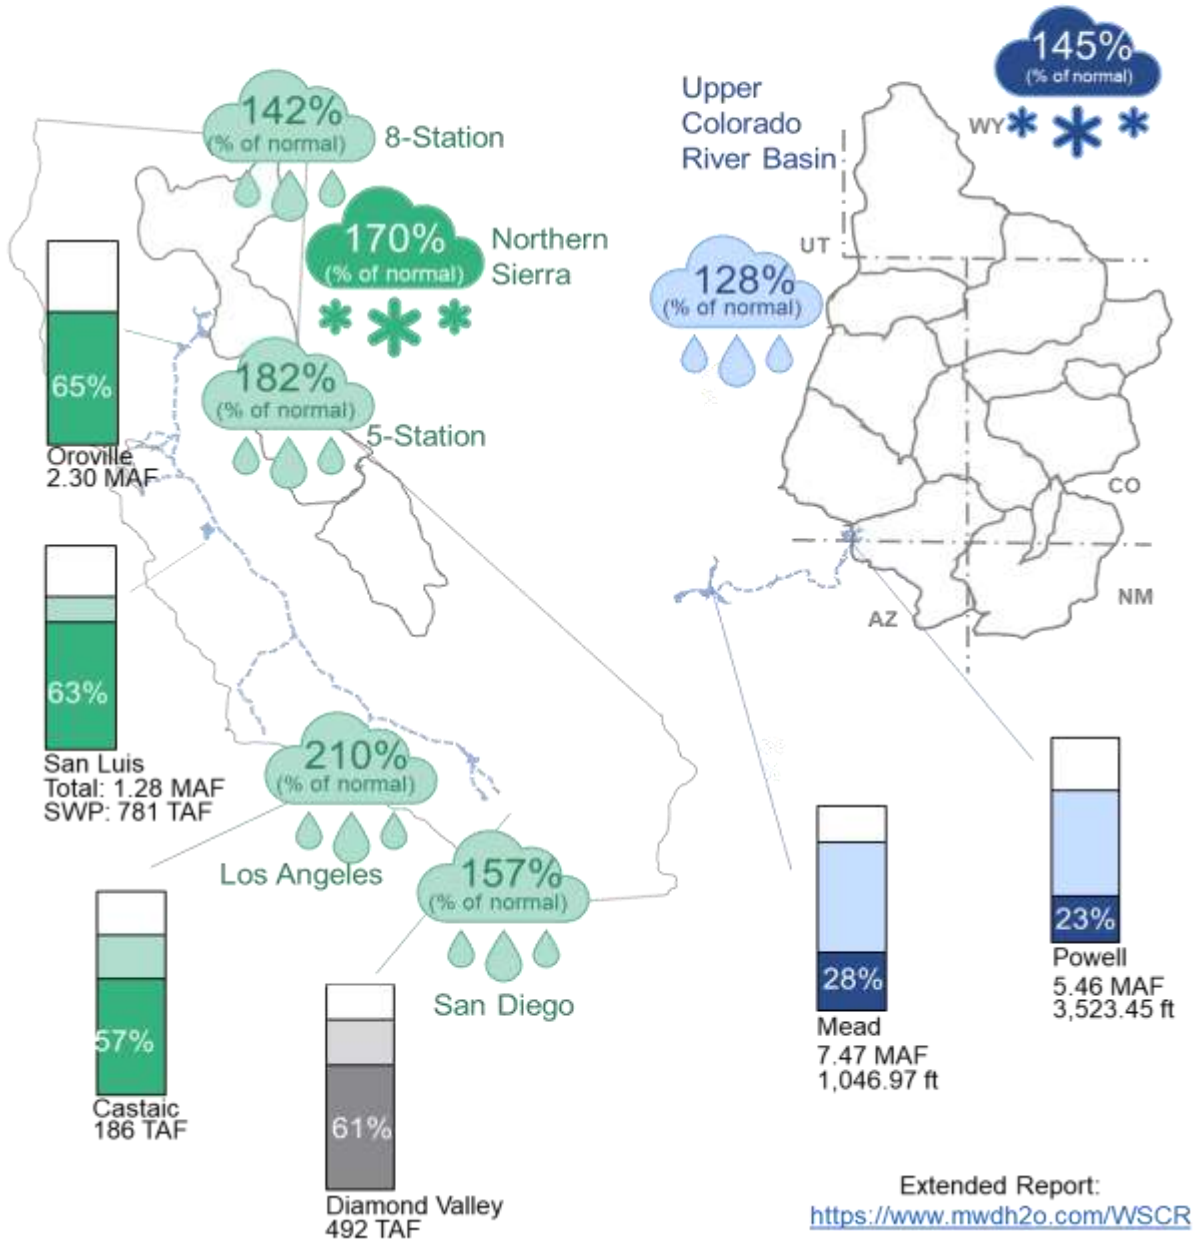 145%
(% of normal)
Upper
Colorado
River Basin
WY
142%
(% of normal)
8-Station
170%
(% of normal)
Northern
Sierra
UT
128%
(% of normal)
65%
Oroville
2.30 MAF
182%
(% of normal)
5-Station
CO
NM
AZ
63%
San Luis
Total: 1.28 MAF
SWP: 781 TAF
210%
(% of normal)
Los Angeles
157%
(% of normal)
San Diego
57%
Castaic
186 TAF
61%
Diamond Valley
492 TAF
28%
Mead
7.47 MAF
1,046.97 ft
23%
Powell
5.46 MAF
3,523.45 ft
Extended Report:
https://www.mwdh2o.com/WSCR